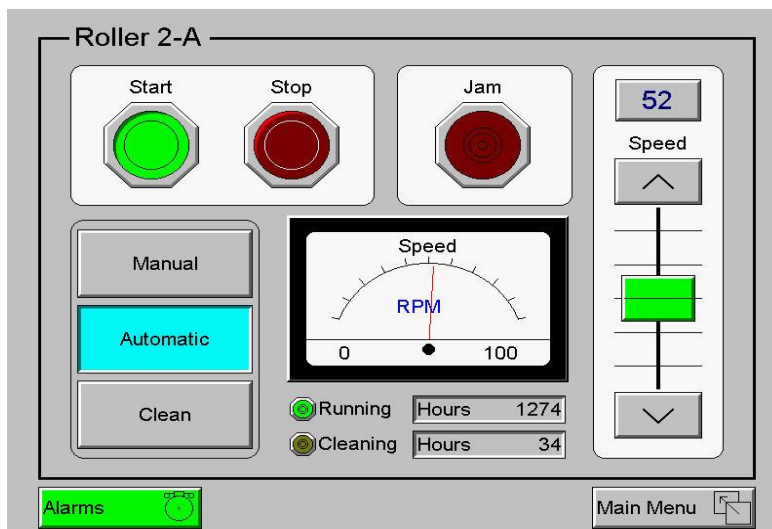 Roller 2-A
Start
Stop
Jam
52
Speed
Manual
Automatic
Clean
Speed
RPM
0 100
Running Hours 1274
Cleaning Hours 34
Alarms
Main Menu